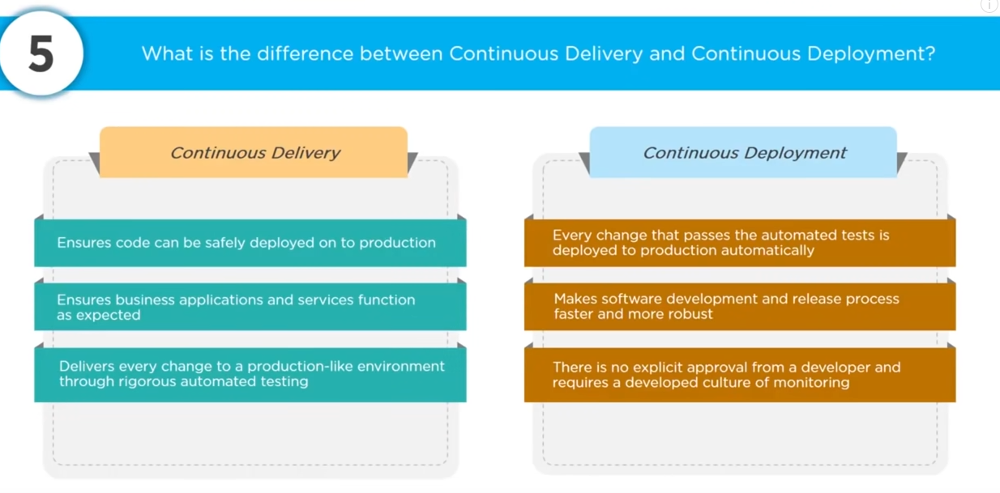 5
What is the difference between Continuous Delivery and Continuous Deployment?
Continuous Delivery
Ensures code can be safely deployed on to production
Ensures business applications and services function
as expected
Delivers every change to a production-like environment
through rigorous automated testing
Continuous Deployment
Every change that passes the automated tests is
deployed to production automatically
Makes software development and release process
faster and more robust
There is no explicit approval from a developer and
requires a developed culture of monitoring